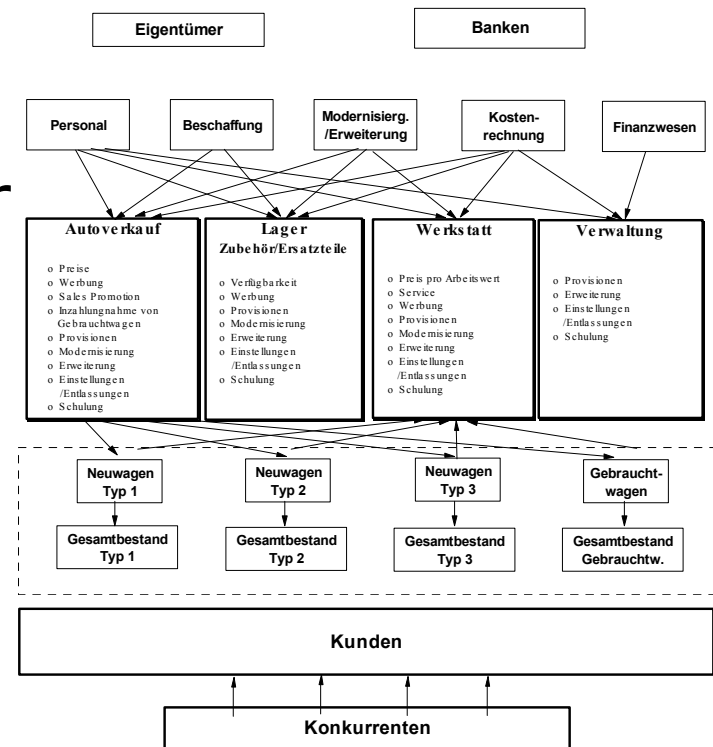 Eigentümer
Banken
Personal
Beschaffung
Modernisierg.
/Erweiterung
Kosten-
rechnung
Finanzwesen
r
Autoverkauf
o Preise
o Werbung
o Sales Promotion
o Inzahlungnahme von
Gebrauchtwagen
o Provisionen
o Modernisierung
o Erweiterung
o Einstellungen
/Entlassungen
o Schulung
Lager
Zubehör/Ersatzteile
o Verfügbarkeit
o Werbung
o Provisionen
o Modernisierung
o Erweiterung
o Einstellungen
/Entlassungen
o Schulung
Werkstatt
o Preis pro Arbeitswert
o Service
o Werbung
o Provisionen
o Modernisierung
o Erweiterung
o Einstellungen
/Entlassungen
o Schulung
Verwaltung
o Provisionen
o Erweiterung
o Einstellungen
/Entlassungen
o Schulung
Neuwagen
Typ 1
Neuwagen
Typ 2
Neuwagen
Typ 3
Gebraucht-
wagen
Gesamtbestand
Typ 1
Gesamtbestand
Typ 2
Gesamtbestand
Typ 3
Gesamtbestand
Gebrauchtw.
Kunden
Konkurrenten